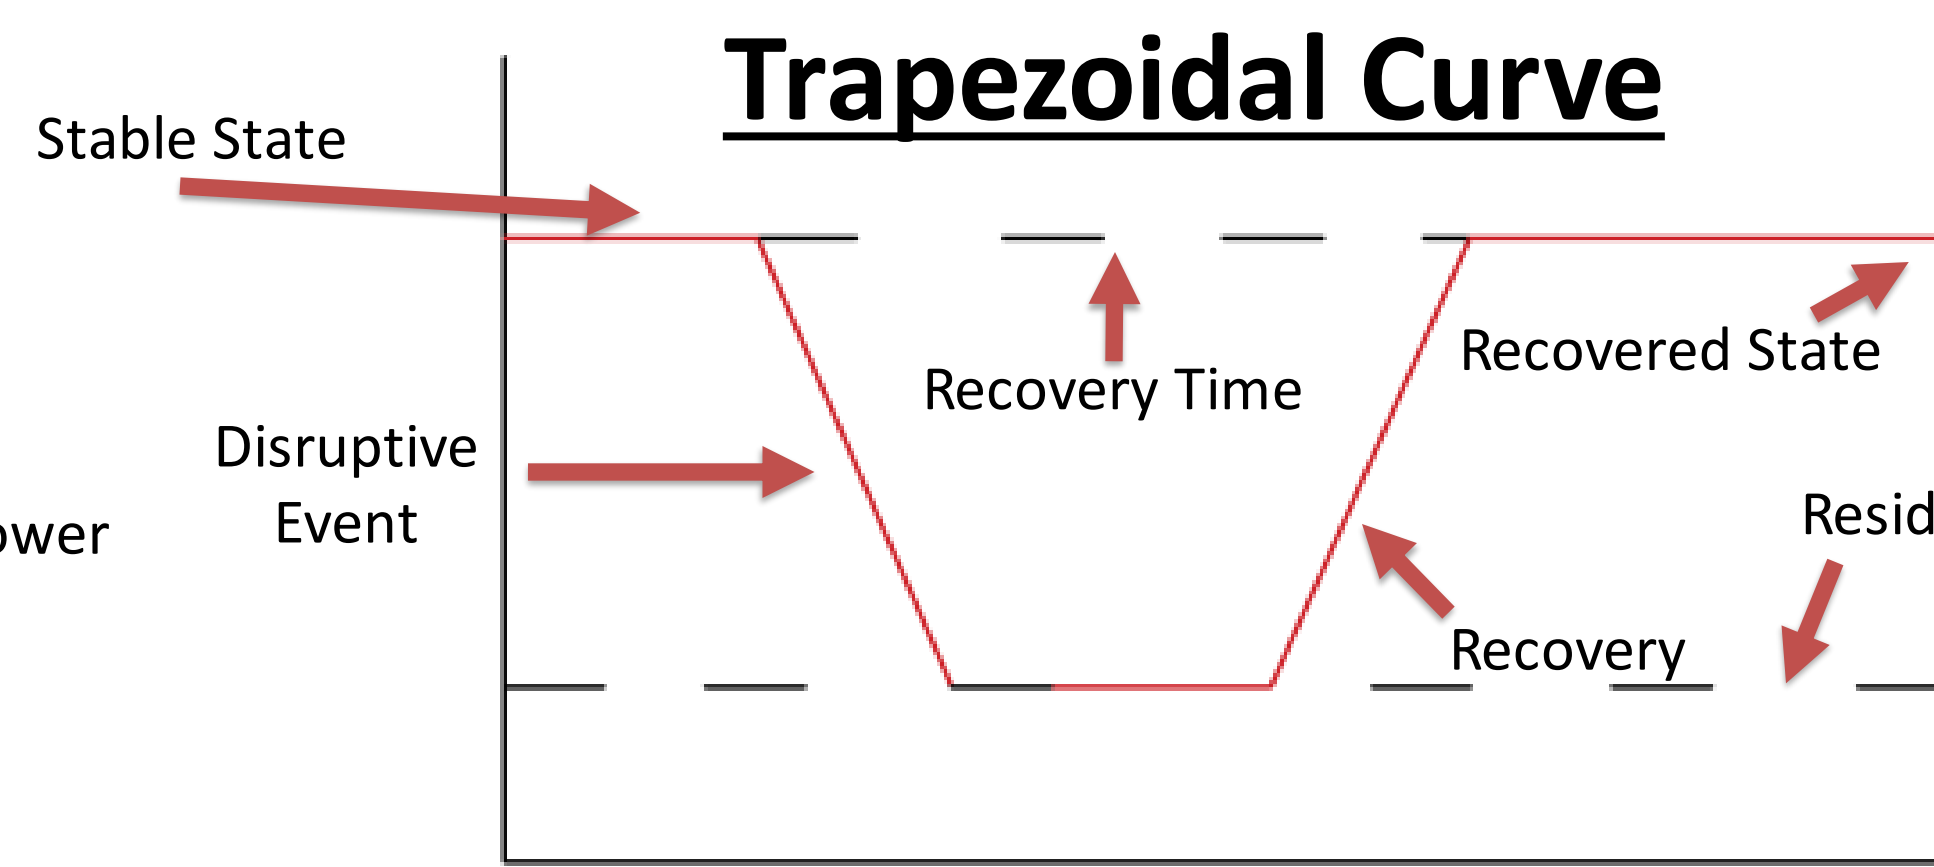 Trapezoidal Curve
Stable State
Recovered State
Recovery Time
Disruptive
Event
Recovery